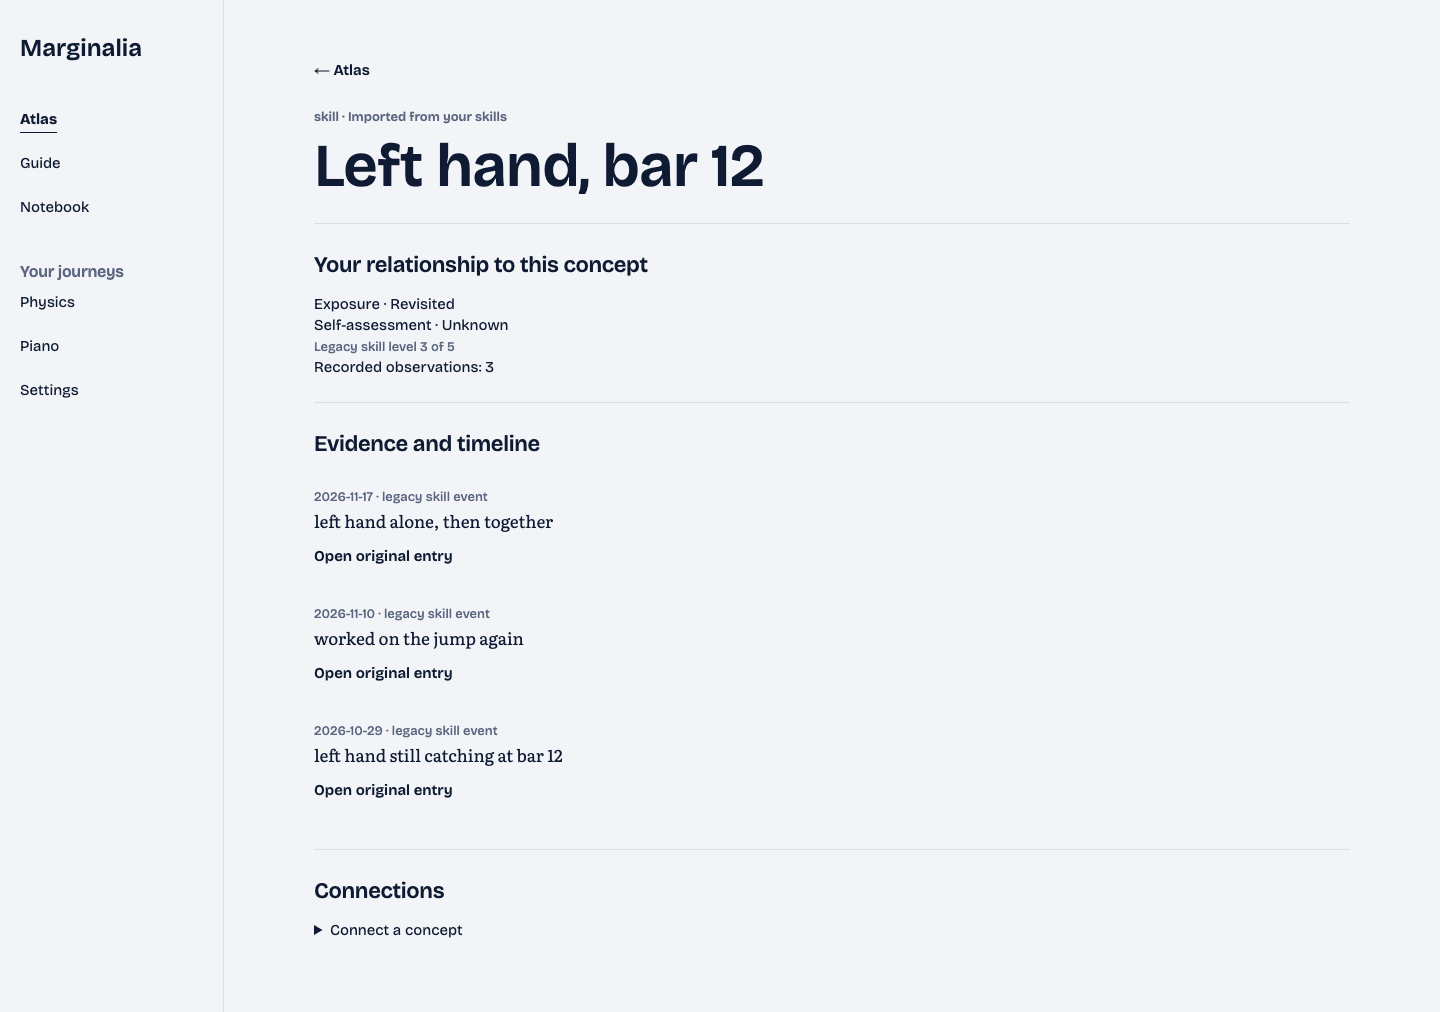 Marginalia
Atlas
Guide
Notebook
Your journeys
Physics
Piano
Settings
← Atlas
skill · Imported from your skills
Left hand, bar 12
Your relationship to this concept
Exposure · Revisited
Self-assessment · Unknown
Legacy skill level 3 of 5
Recorded observations: 3
Evidence and timeline
2026-11-17 · legacy skill event
left hand alone, then together
Open original entry
2026-11-10 · legacy skill event
worked on the jump again
Open original entry
2026-10-29 · legacy skill event
left hand still catching at bar 12
Open original entry
Connections
▶ Connect a concept